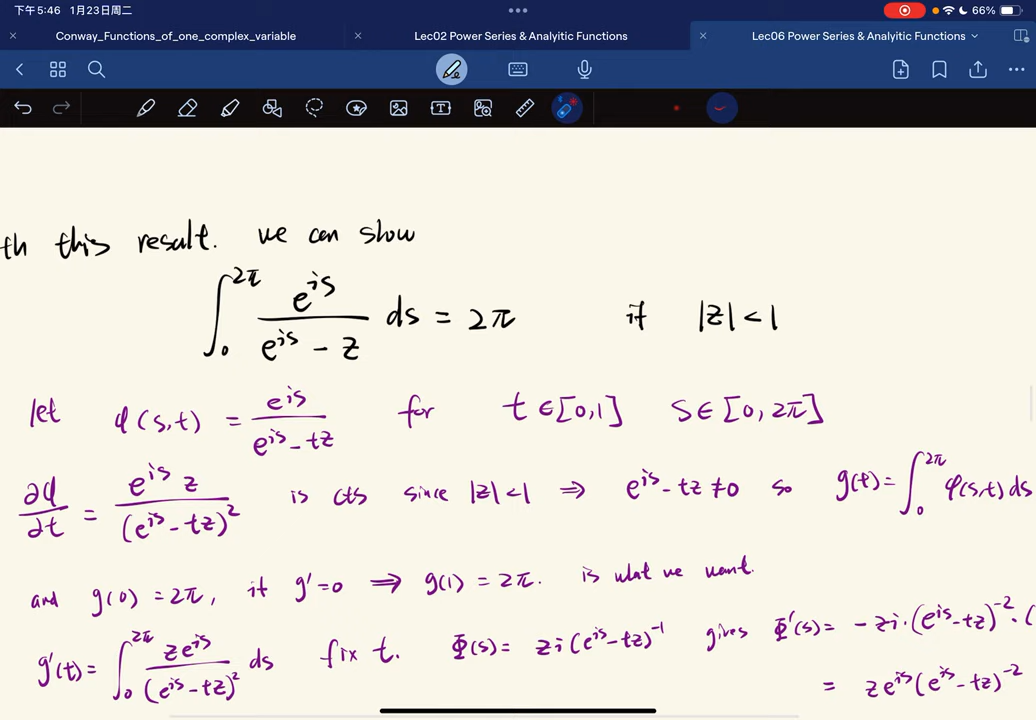 下午5:46 1月23日周二
66%
Conway_Functions_of_one_complex_variable
Lec02 Power Series & Analyitic Functions
Lec06 Power Series & Analyitic Functions
th this result. we can show
∫₀^{2π} e^{is}/(e^{is} - z) ds = 2π if |z| < 1
let φ(s,t) = e^{is}/(e^{is} - tz) for t ∈ [0,1] s ∈ [0, 2π]
∂φ/∂t = e^{is} z/(e^{is} - tz)² is cts since |z| < 1 ⟹ e^{is} - tz ≠ 0 so g(t) = ∫₀^{2π} φ(s,t) ds
and g(0) = 2π, if g' = 0 ⟹ g(1) = 2π. is what we want.
g'(t) = ∫₀^{2π} ze^{is}/(e^{is} - tz)² ds fix t. Φ(s) = zi(e^{is} - tz)^{-1} gives Φ'(s) = -zi·(e^{is} - tz)^{-2}·(
= ze^{is}(e^{is} - tz)^{-2}